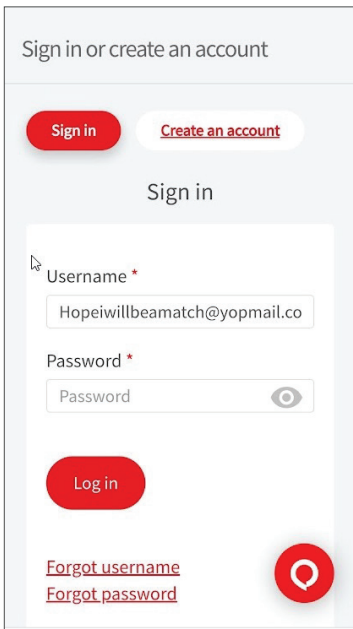 Sign in or create an account
Sign in
Create an account
Sign in
Username *
Hopeiwillbeamatch@yopmail.co
Password *
Password
Log in
Forgot username
Forgot password